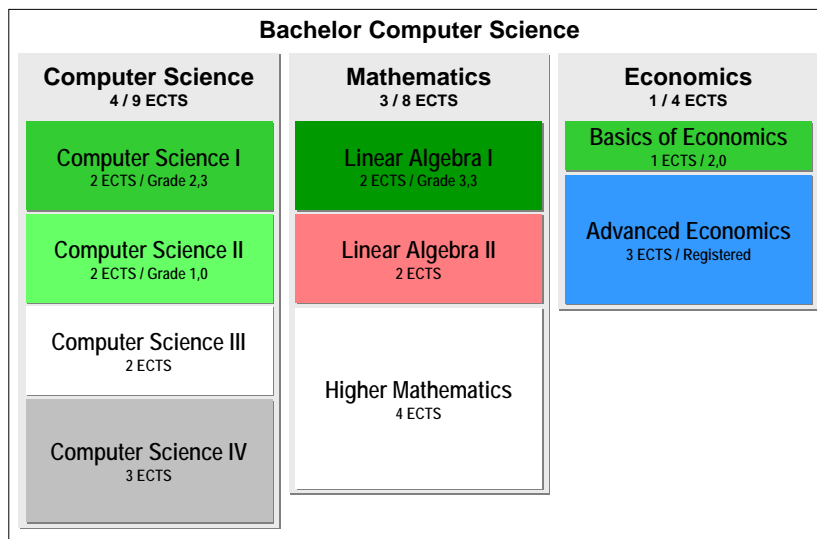 Bachelor Computer Science
Computer Science
4 / 9 ECTS
Computer Science I
2 ECTS / Grade 2,3
Computer Science II
2 ECTS / Grade 1,0
Computer Science III
2 ECTS
Computer Science IV
3 ECTS
Mathematics
3 / 8 ECTS
Linear Algebra I
2 ECTS / Grade 3,3
Linear Algebra II
2 ECTS
Higher Mathematics
4 ECTS
Economics
1 / 4 ECTS
Basics of Economics
1 ECTS / 2,0
Advanced Economics
3 ECTS / Registered